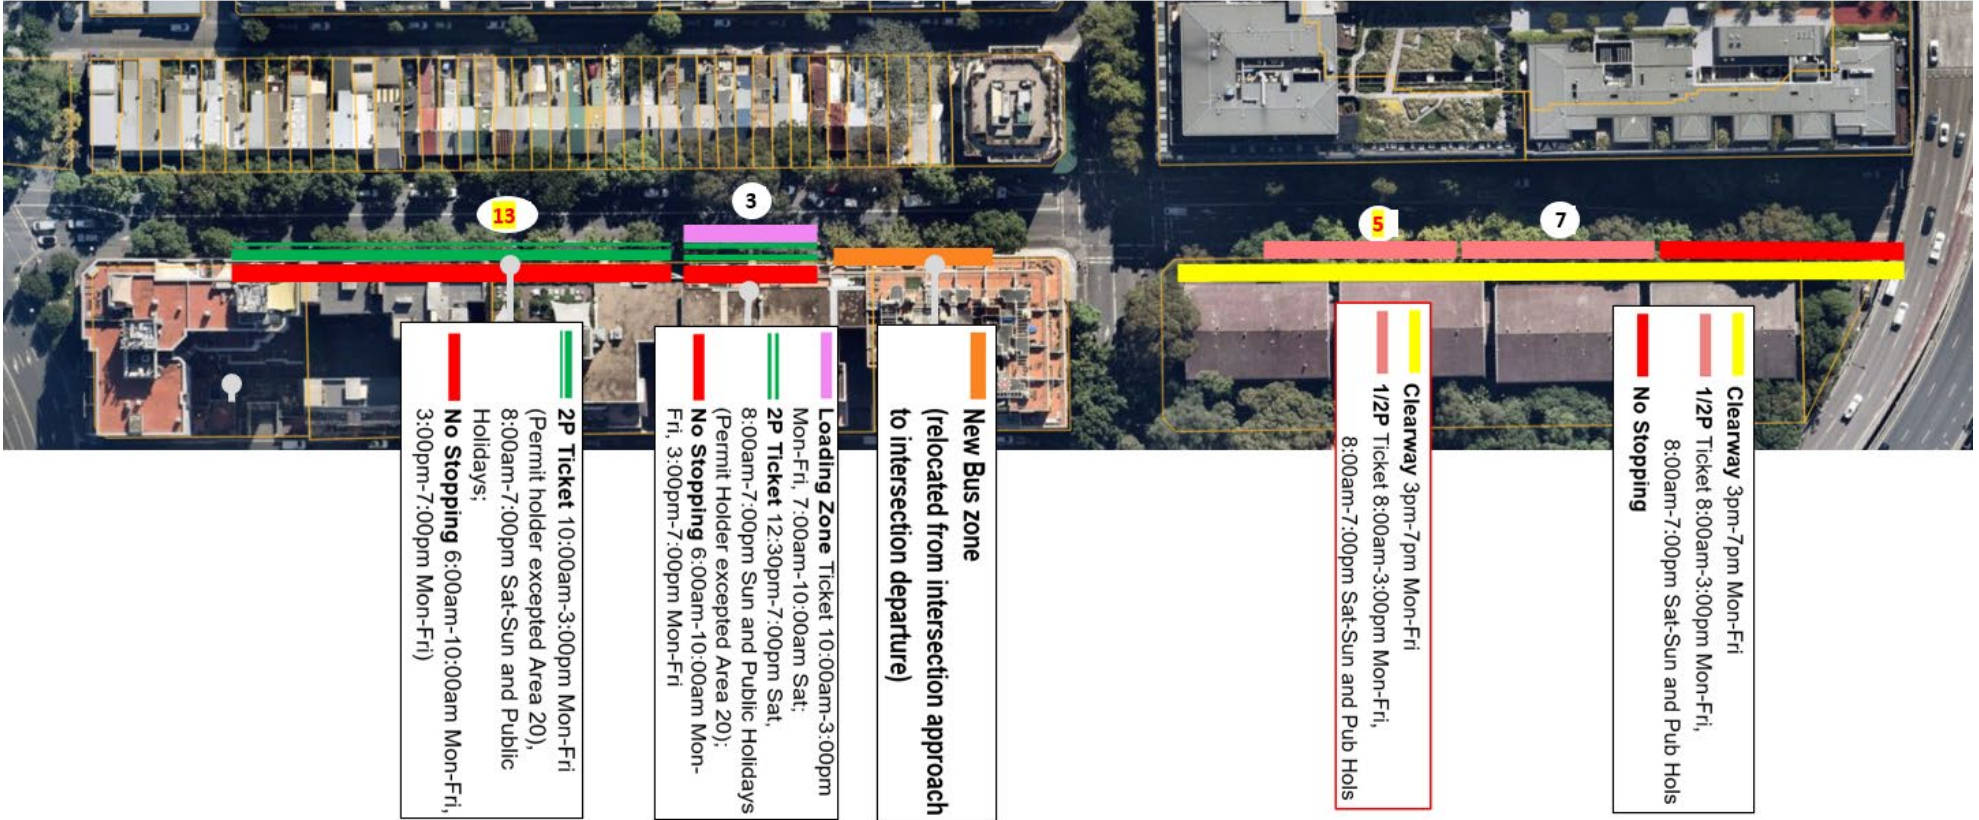 13
3
5
7
2P Ticket 10:00am-3:00pm Mon-Fri
(Permit holder excepted Area 20),
8:00am-7:00pm Sat-Sun and Public
Holidays;
No Stopping 6:00am-10:00am Mon-Fri,
3:00pm-7:00pm Mon-Fri)
Loading Zone Ticket 10:00am-3:00pm
Mon-Fri, 7:00am-10:00am Sat;
2P Ticket 12:30pm-7:00pm Sat,
8:00am-7:00pm Sun and Public Holidays
(Permit Holder excepted Area 20);
No Stopping 6:00am-10:00am Mon-
Fri, 3:00pm-7:00pm Mon-Fri
New Bus zone
(relocated from intersection approach
to intersection departure)
Clearway 3pm-7pm Mon-Fri
1/2P Ticket 8:00am-3:00pm Mon-Fri,
8:00am-7:00pm Sat-Sun and Pub Hols
Clearway 3pm-7pm Mon-Fri
1/2P Ticket 8:00am-3:00pm Mon-Fri,
8:00am-7:00pm Sat-Sun and Pub Hols
No Stopping